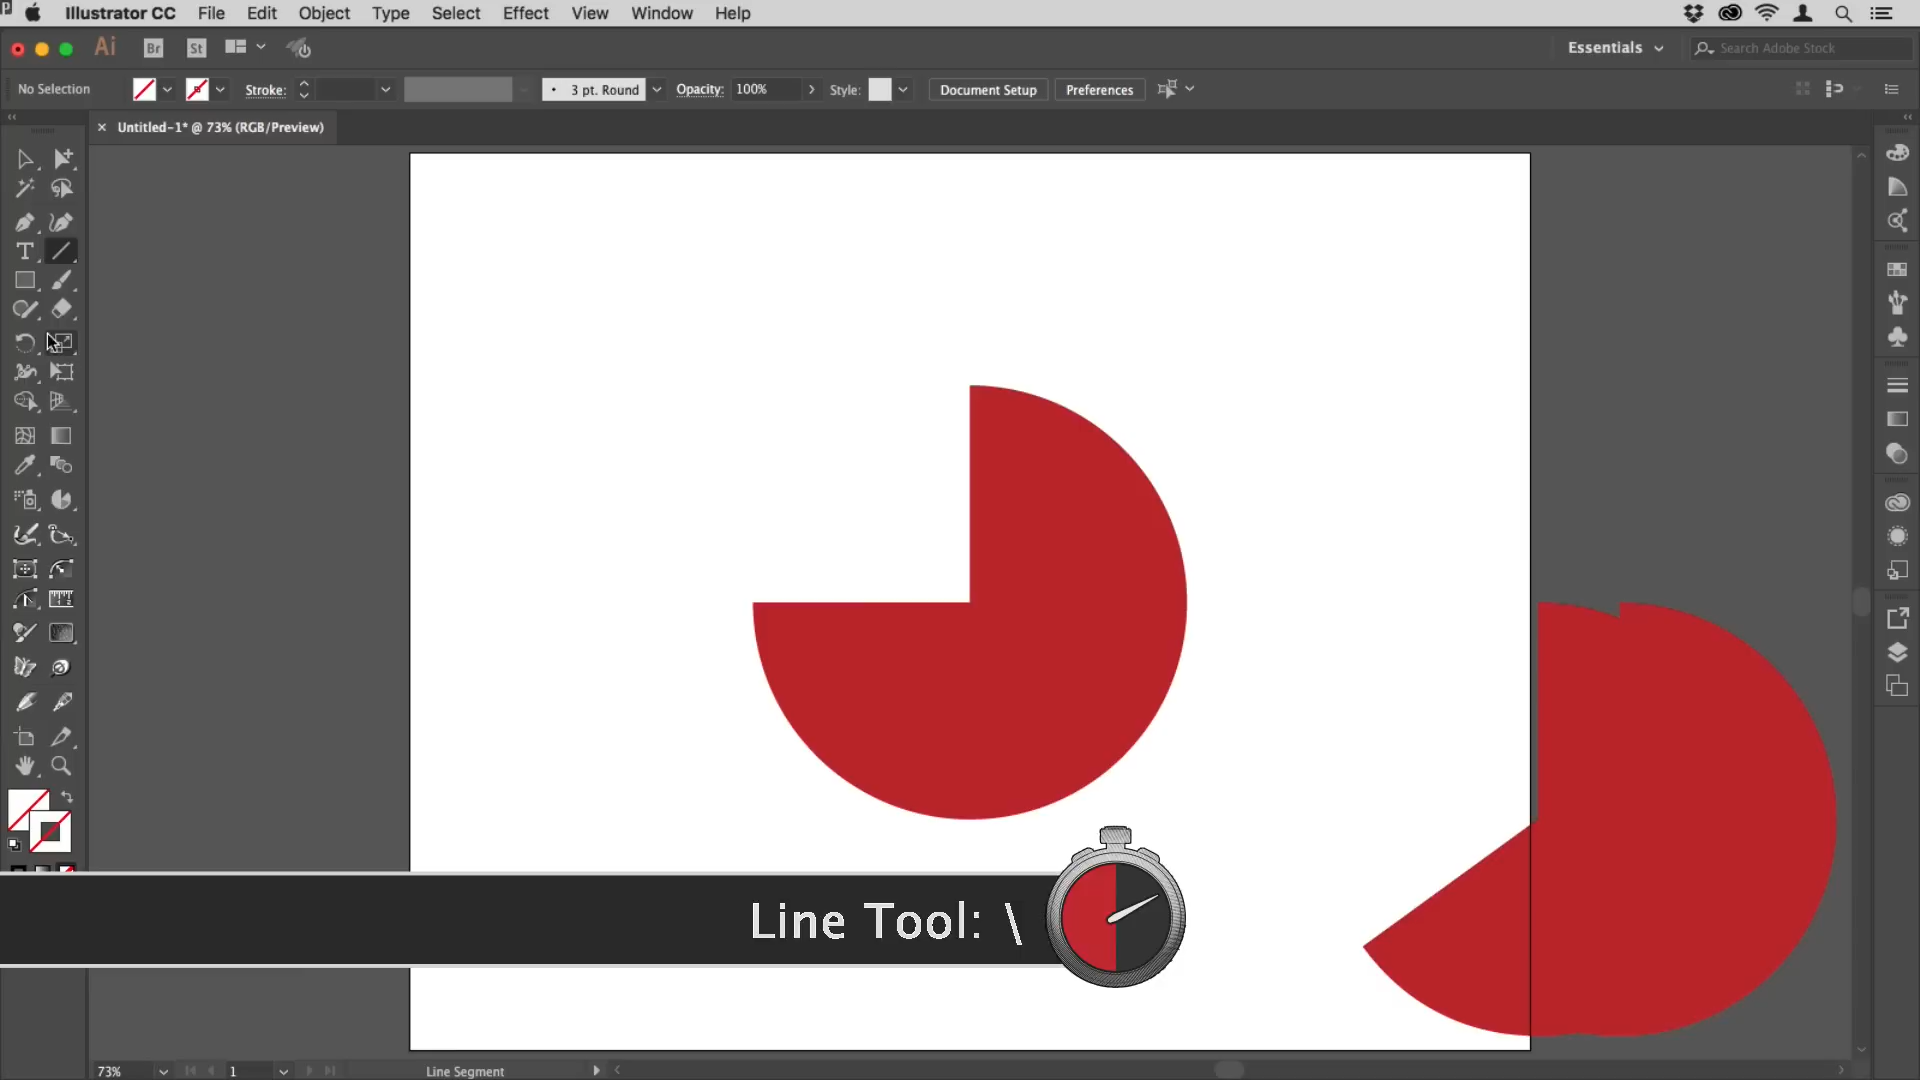 Illustrator CC File Edit Object Type Select Effect View Window Help
Ai Br St Essentials Search Adobe Stock
No Selection Stroke: 3 pt. Round Opacity: 100% Style: Document Setup Preferences
Untitled-1* @ 73% (RGB/Preview)
T
Line Tool: \
73% 1 Line Segment